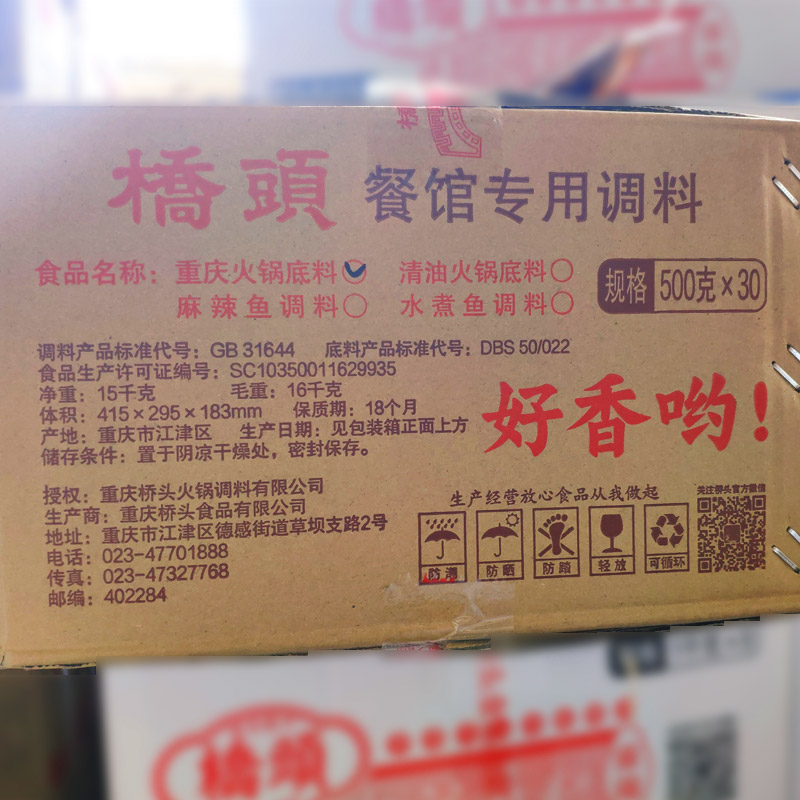 橋頭 餐馆专用调料
食品名称：重庆火锅底料 清油火锅底料
麻辣鱼调料 水煮鱼调料
规格 500克×30
调料产品标准代号：GB 31644 底料产品标准代号：DBS 50/022
食品生产许可证编号：SC10350011629935
净重：15千克 毛重：16千克
体积：415×295×183mm 保质期：18个月
产地：重庆市江津区 生产日期：见包装箱正面上方
储存条件：置于阴凉干燥处，密封保存。
好香哟！
授权：重庆桥头火锅调料有限公司
生产商：重庆桥头食品有限公司
地址：重庆市江津区德感街道草坝支路2号
电话：023-47701888
传真：023-47327768
邮编：402284
生产经营放心食品从我做起
关注桥头官方微信
防潮 防晒 防踏 轻放 可循环
橋頭